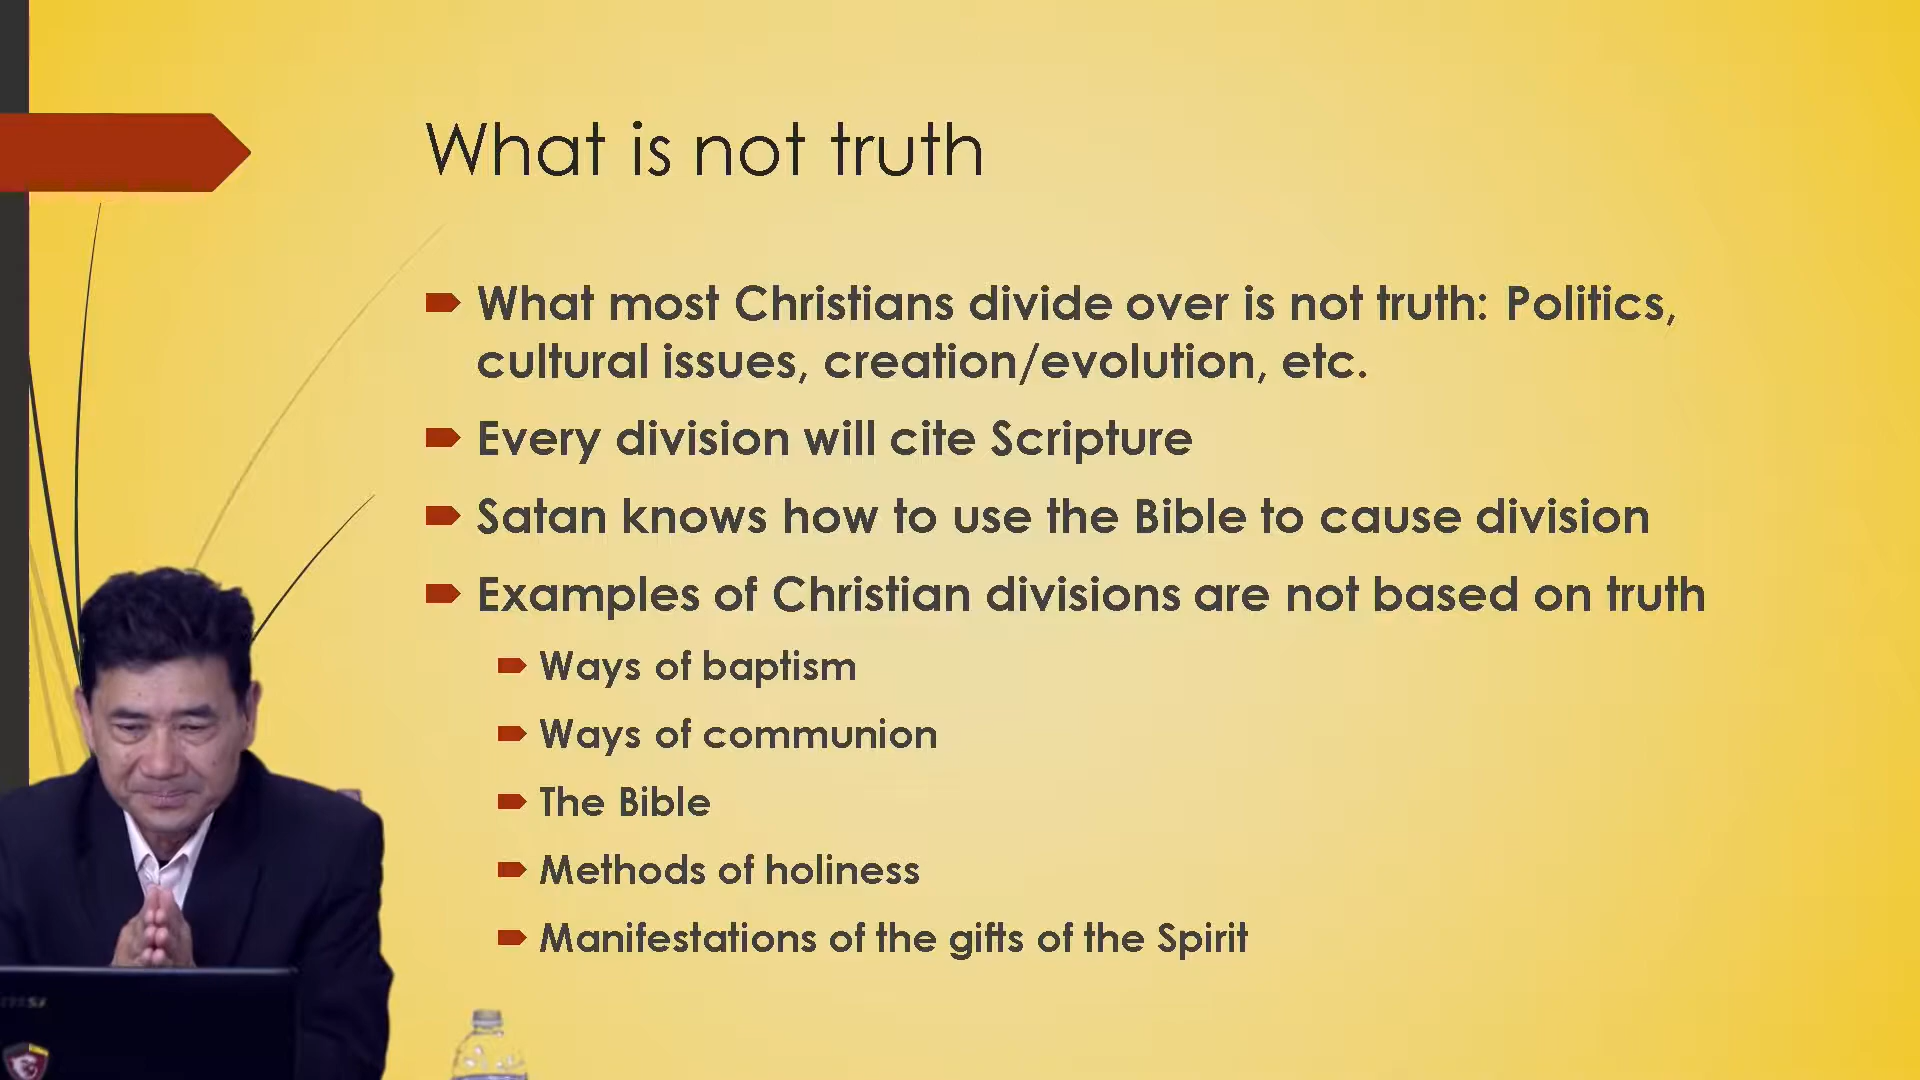 What is not truth
What most Christians divide over is not truth: Politics,
cultural issues, creation/evolution, etc.
Every division will cite Scripture
Satan knows how to use the Bible to cause division
Examples of Christian divisions are not based on truth
Ways of baptism
Ways of communion
The Bible
Methods of holiness
Manifestations of the gifts of the Spirit
msi